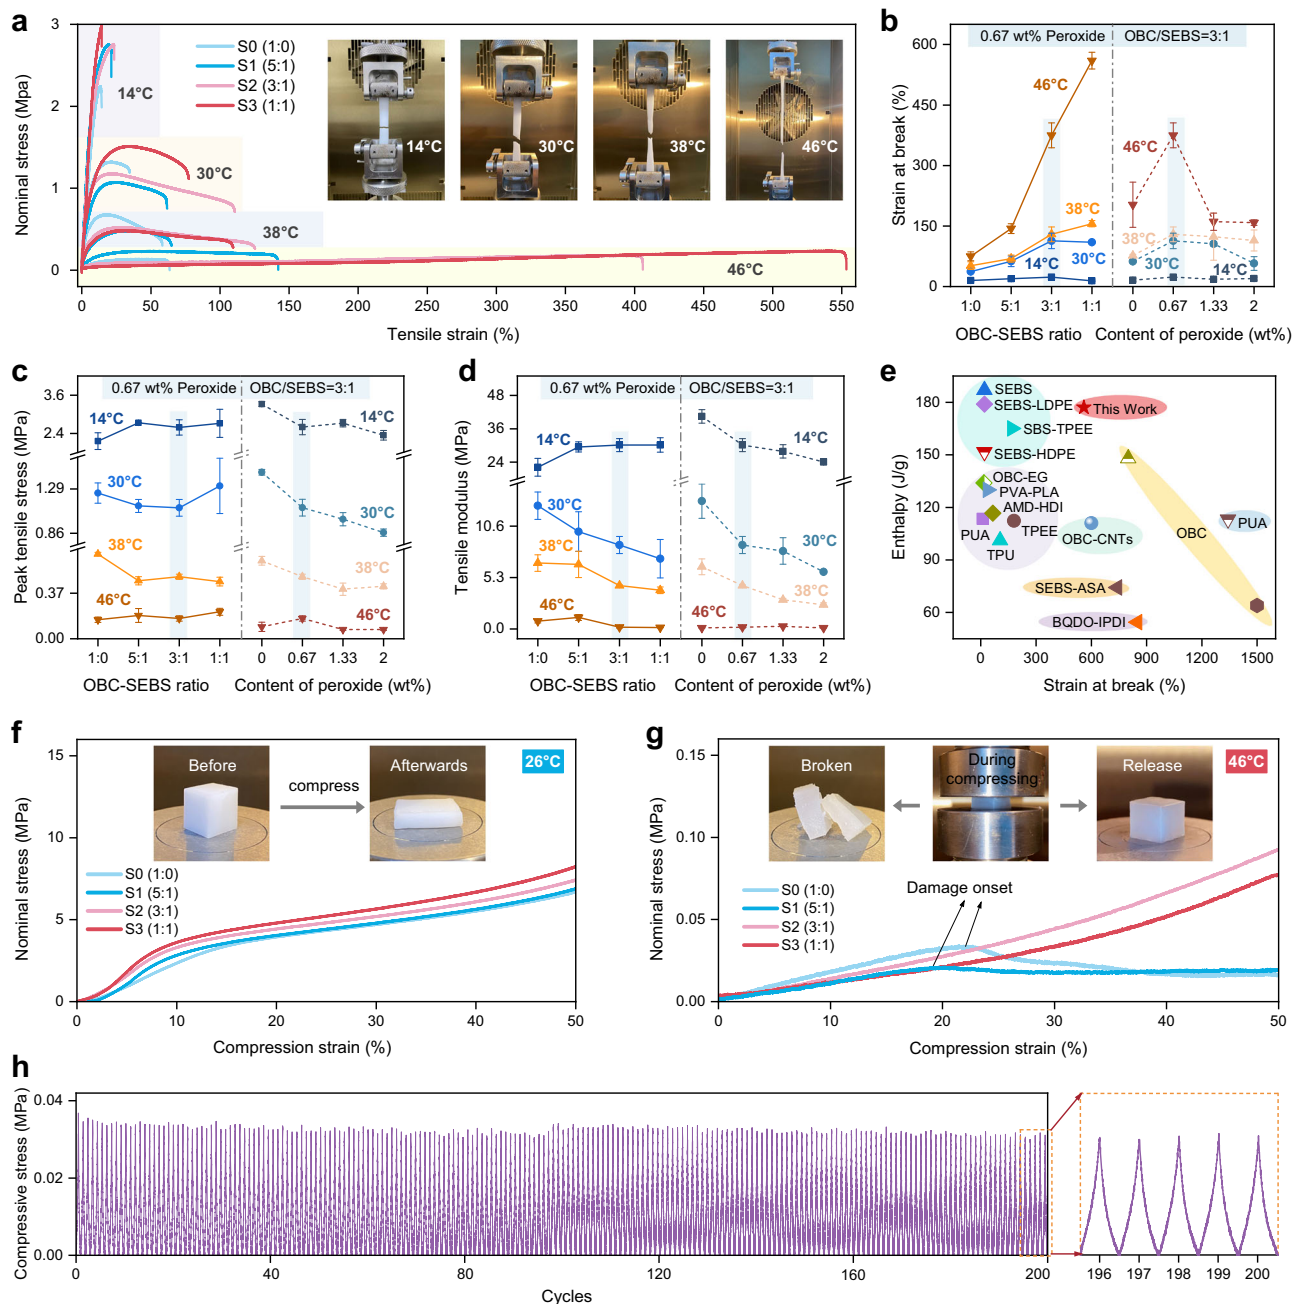 a
Nominal stress (Mpa)
3
2
1
0
S0 (1:0)
S1 (5:1)
S2 (3:1)
S3 (1:1)
14°C
30°C
38°C
46°C
14°C
30°C
38°C
46°C
0 50 100 150 200 250 300 350 400 450 500 550
Tensile strain (%)
b
0.67 wt% Peroxide OBC/SEBS=3:1
Strain at break (%)
600
450
300
150
0
46°C
38°C
30°C
14°C
46°C
38°C
30°C
14°C
1:0 5:1 3:1 1:1 0 0.67 1.33 2
OBC-SEBS ratio Content of peroxide (wt%)
c
0.67 wt% Peroxide OBC/SEBS=3:1
Peak tensile stress (MPa)
3.6
2.4
1.29
0.86
0.37
0.00
14°C
30°C
38°C
46°C
14°C
30°C
38°C
46°C
1:0 5:1 3:1 1:1 0 0.67 1.33 2
OBC-SEBS ratio Content of peroxide (wt%)
d
0.67 wt% Peroxide OBC/SEBS=3:1
Tensile modulus (MPa)
48
36
24
10.6
5.3
0.0
14°C
30°C
38°C
46°C
14°C
30°C
38°C
46°C
1:0 5:1 3:1 1:1 0 0.67 1.33 2
OBC-SEBS ratio Content of peroxide (wt%)
e
Enthalpy (J/g)
180
150
120
90
60
SEBS
SEBS-LDPE
This Work
SBS-TPEE
SEBS-HDPE
OBC-EG
PVA-PLA
AMD-HDI
PUA
TPEE
TPU
OBC-CNTs
OBC
PUA
SEBS-ASA
BQDO-IPDI
0 300 600 900 1200 1500
Strain at break (%)
f
Nominal stress (MPa)
15
10
5
0
Before
compress
Afterwards
26°C
S0 (1:0)
S1 (5:1)
S2 (3:1)
S3 (1:1)
0 10 20 30 40 50
Compression strain (%)
g
Nominal stress (MPa)
0.15
0.10
0.05
0.00
Broken
During
compressing
Release
46°C
Damage onset
S0 (1:0)
S1 (5:1)
S2 (3:1)
S3 (1:1)
0 10 20 30 40 50
Compression strain (%)
h
Compressive stress (MPa)
0.04
0.02
0.00
0 40 80 120 160 200
Cycles
196 197 198 199 200